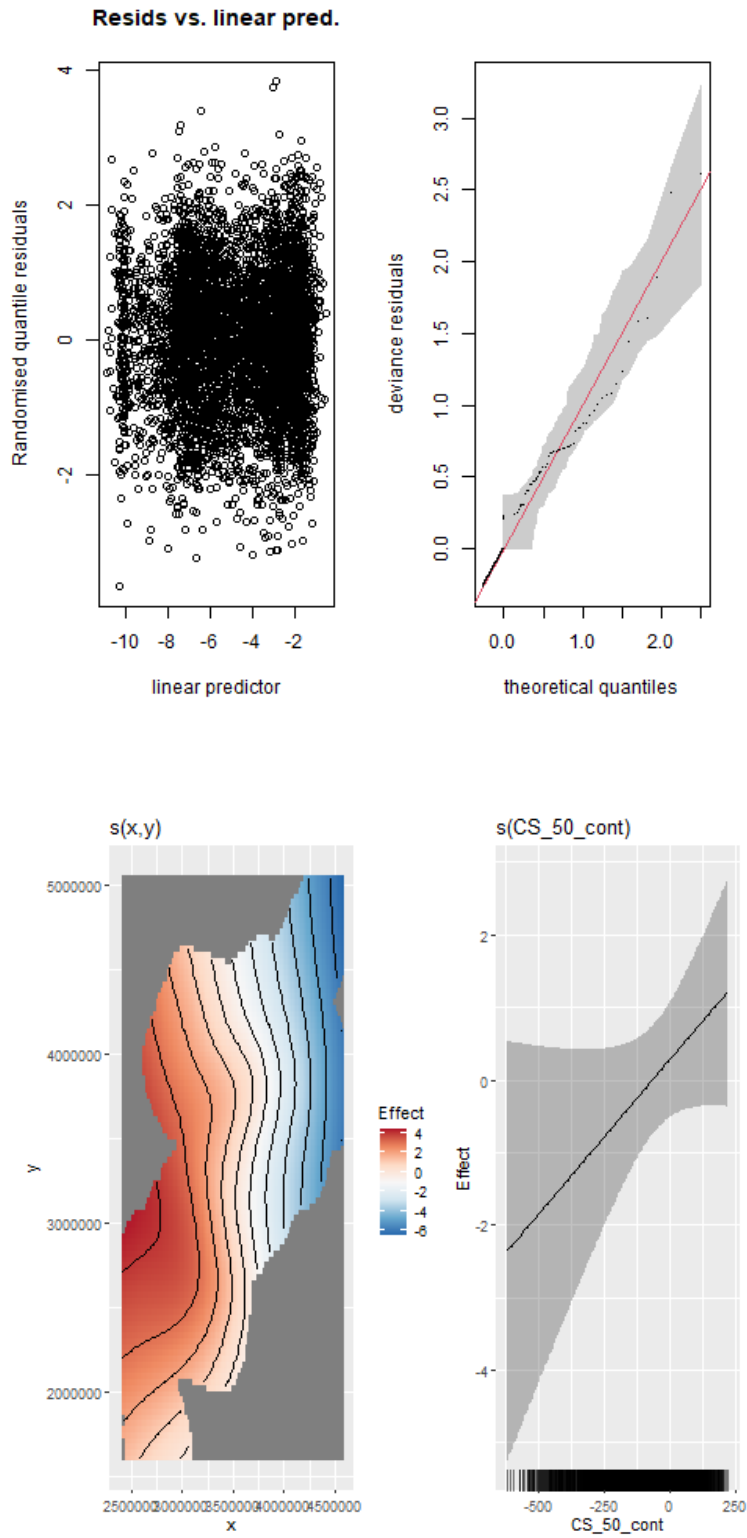 Resids vs. linear pred.
Randomised quantile residuals
4
2
0
-2
-10 -8 -6 -4 -2
linear predictor
deviance residuals
3.0
2.5
2.0
1.5
1.0
0.5
0.0
0.0 1.0 2.0
theoretical quantiles
s(x,y)
y
5000000
4000000
3000000
2000000
2500000 3000000 3500000 4000000 4500000
x
Effect
4
2
0
-2
-4
-6
s(CS_50_cont)
Effect
2
0
-2
-4
-500 -250 0 250
CS_50_cont